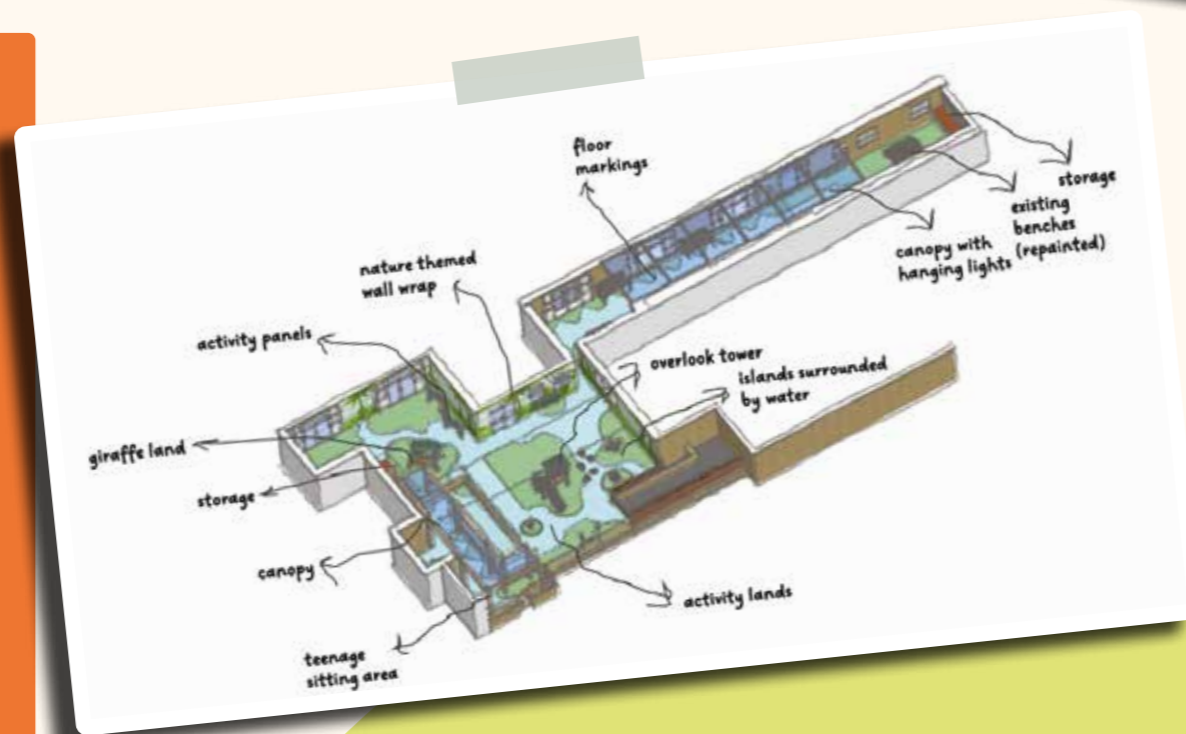 floor
markings
storage
existing
benches
(repainted)
canopy with
hanging lights
nature themed
wall wrap
activity panels
overlook tower
islands surrounded
by water
giraffe land
storage
canopy
activity lands
teenage
sitting area